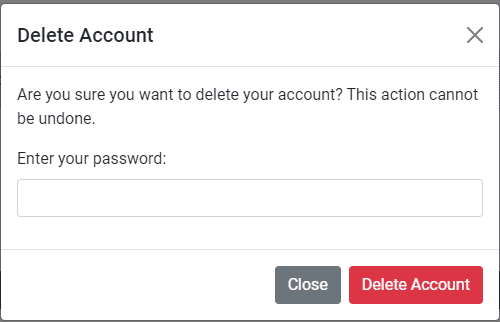 Delete Account
Are you sure you want to delete your account? This action cannot
be undone.
Enter your password:
Close
Delete Account